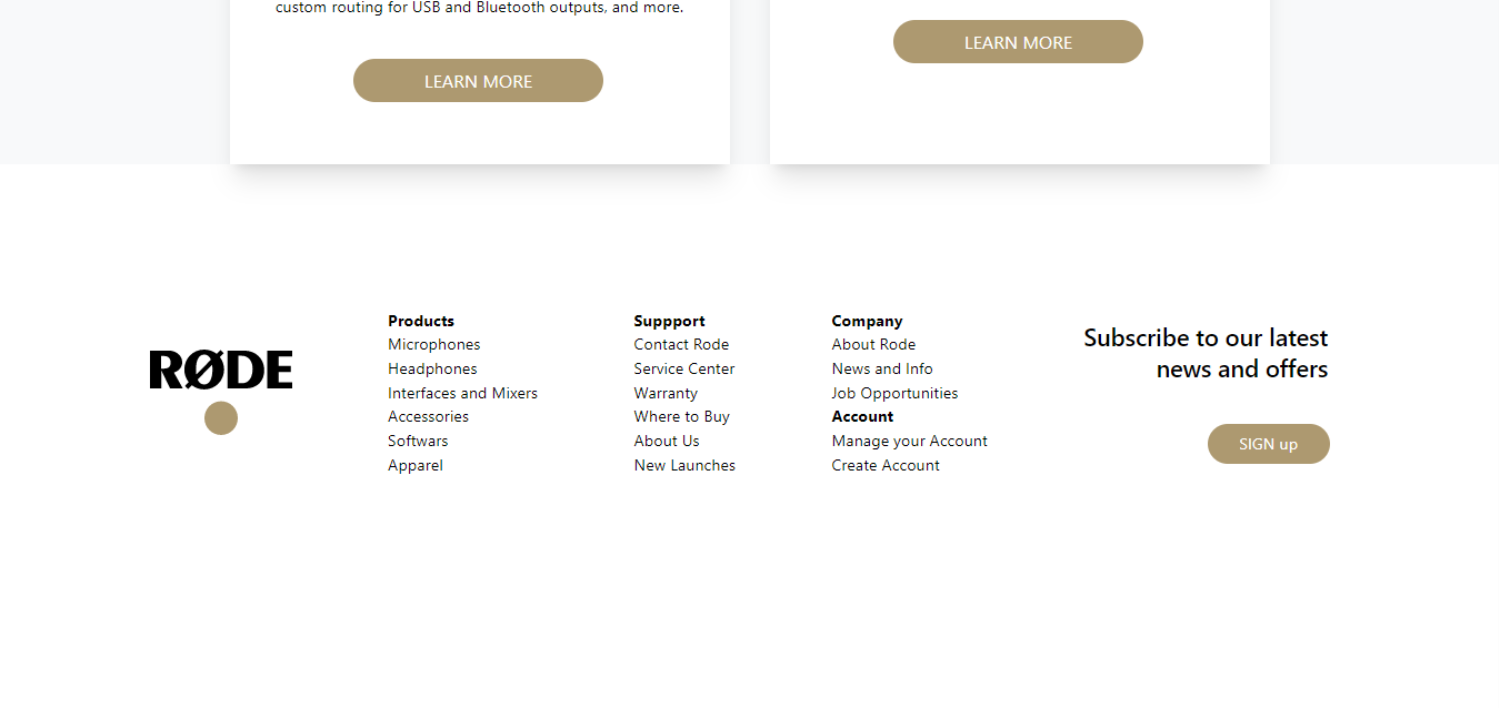 custom routing for USB and Bluetooth outputs, and more.
LEARN MORE
LEARN MORE
RØDE
Products
Microphones
Headphones
Interfaces and Mixers
Accessories
Softwars
Apparel
Suppport
Contact Rode
Service Center
Warranty
Where to Buy
About Us
New Launches
Company
About Rode
News and Info
Job Opportunities
Account
Manage your Account
Create Account
Subscribe to our latest
news and offers
SIGN up